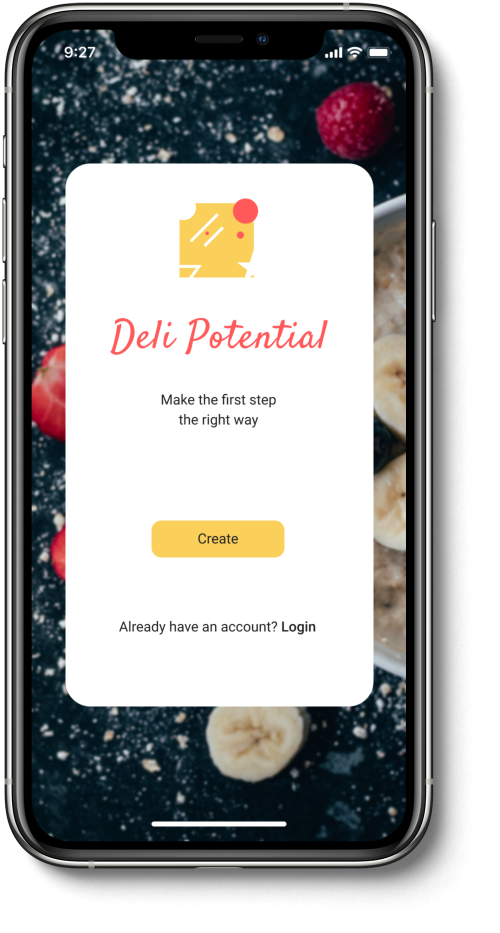 9:27
Deli Potential
Make the first step
the right way
Create
Already have an account? Login